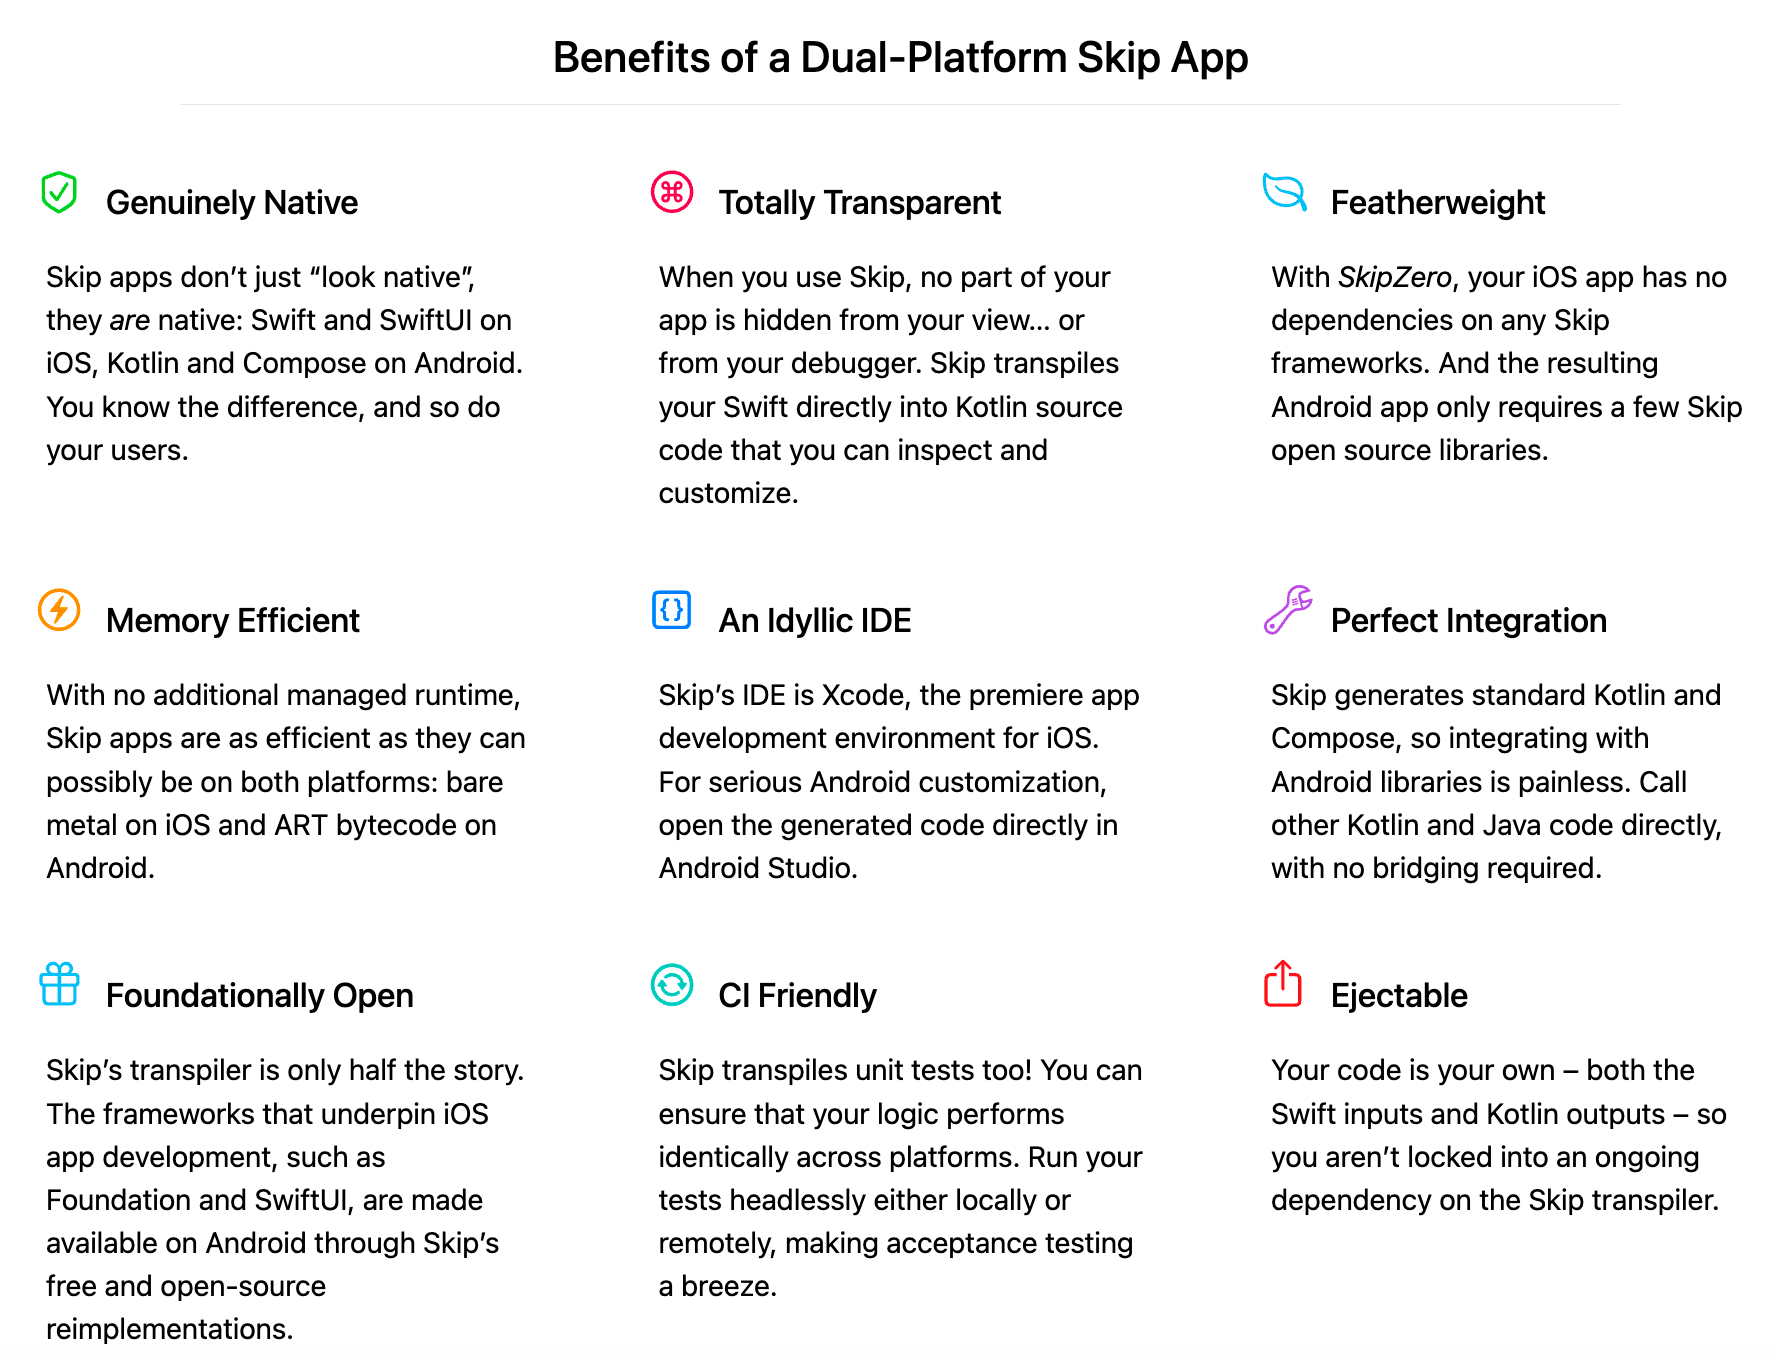 Benefits of a Dual-Platform Skip App
Genuinely Native
Skip apps don’t just “look native”,
they are native: Swift and SwiftUI on
iOS, Kotlin and Compose on Android.
You know the difference, and so do
your users.
Totally Transparent
When you use Skip, no part of your
app is hidden from your view... or
from your debugger. Skip transpiles
your Swift directly into Kotlin source
code that you can inspect and
customize.
Featherweight
With SkipZero, your iOS app has no
dependencies on any Skip
frameworks. And the resulting
Android app only requires a few Skip
open source libraries.
Memory Efficient
With no additional managed runtime,
Skip apps are as efficient as they can
possibly be on both platforms: bare
metal on iOS and ART bytecode on
Android.
An Idyllic IDE
Skip’s IDE is Xcode, the premiere app
development environment for iOS.
For serious Android customization,
open the generated code directly in
Android Studio.
Perfect Integration
Skip generates standard Kotlin and
Compose, so integrating with
Android libraries is painless. Call
other Kotlin and Java code directly,
with no bridging required.
Foundationally Open
Skip’s transpiler is only half the story.
The frameworks that underpin iOS
app development, such as
Foundation and SwiftUI, are made
available on Android through Skip’s
free and open-source
reimplementations.
CI Friendly
Skip transpiles unit tests too! You can
ensure that your logic performs
identically across platforms. Run your
tests headlessly either locally or
remotely, making acceptance testing
a breeze.
Ejectable
Your code is your own – both the
Swift inputs and Kotlin outputs – so
you aren’t locked into an ongoing
dependency on the Skip transpiler.